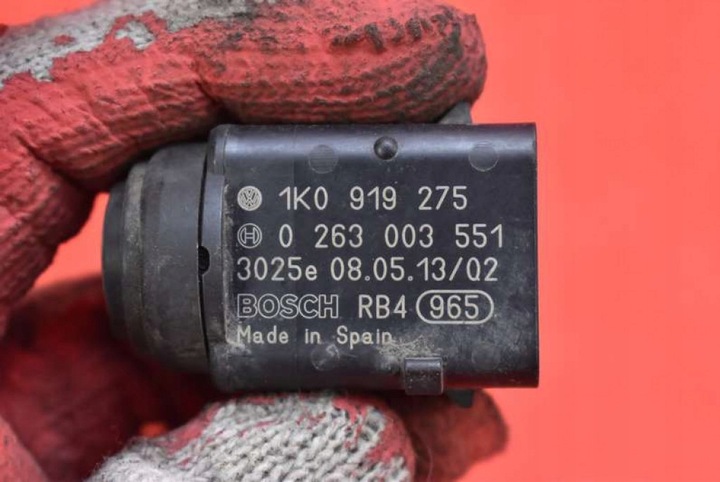 1K0 919 275
0 263 003 551
3025e 08.05.13/02
BOSCH RB4 965
Made in Spain